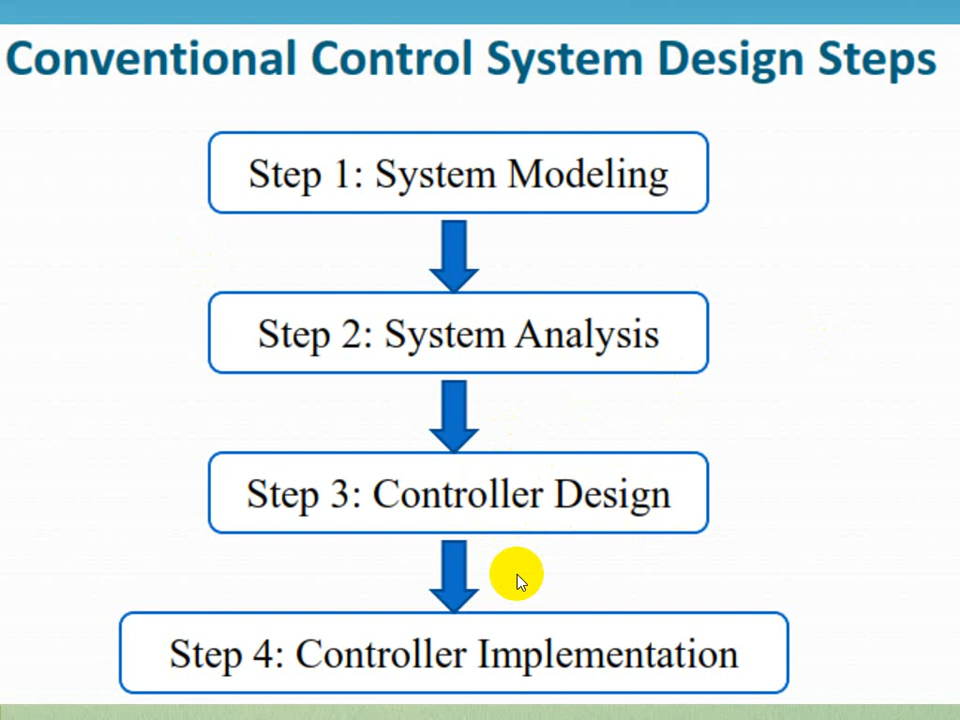 Conventional Control System Design Steps
Step 1: System Modeling
Step 2: System Analysis
Step 3: Controller Design
Step 4: Controller Implementation